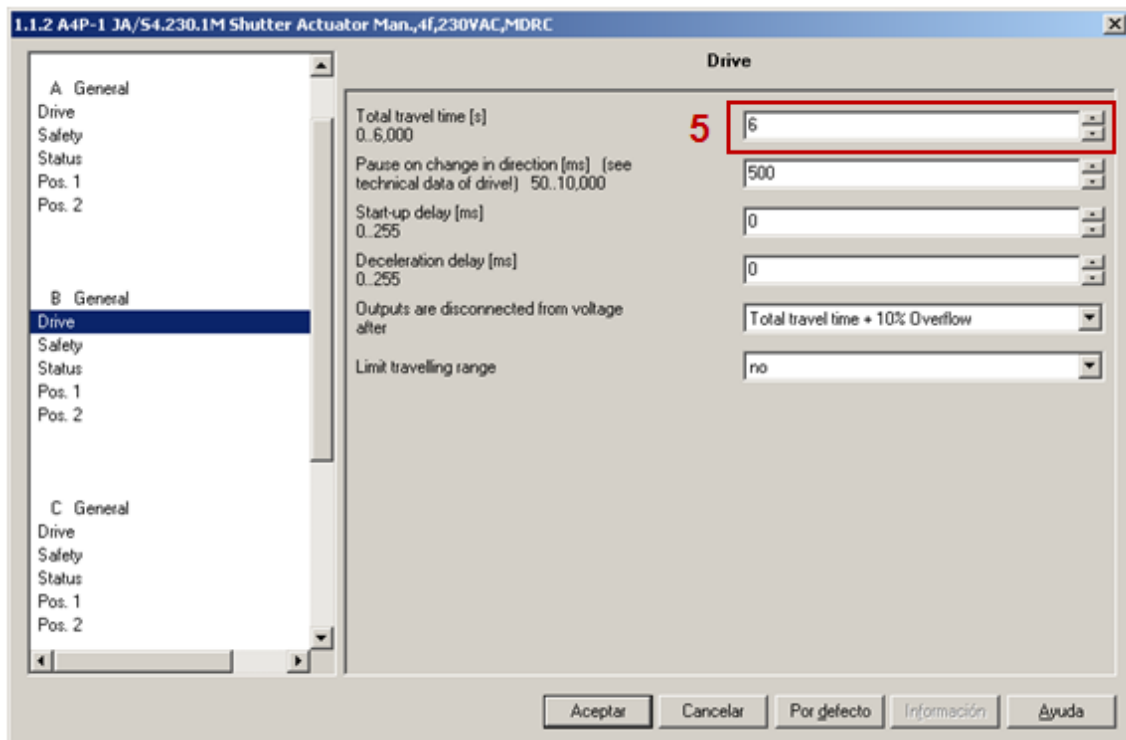 1.1.2 A4P-1 JA/S4.230.1M Shutter Actuator Man.,4f,230VAC,MDRC
A General
Drive
Safety
Status
Pos. 1
Pos. 2
B General
Drive
Safety
Status
Pos. 1
Pos. 2
C General
Drive
Safety
Status
Pos. 1
Pos. 2
Drive
Total travel time [s]
0..6,000
5
6
Pause on change in direction [ms] (see
technical data of drive!) 50..10,000
500
Start-up delay [ms]
0..255
0
Deceleration delay [ms]
0..255
0
Outputs are disconnected from voltage
after
Total travel time + 10% Overflow
Limit travelling range
no
Aceptar
Cancelar
Por defecto
Información
Ayuda